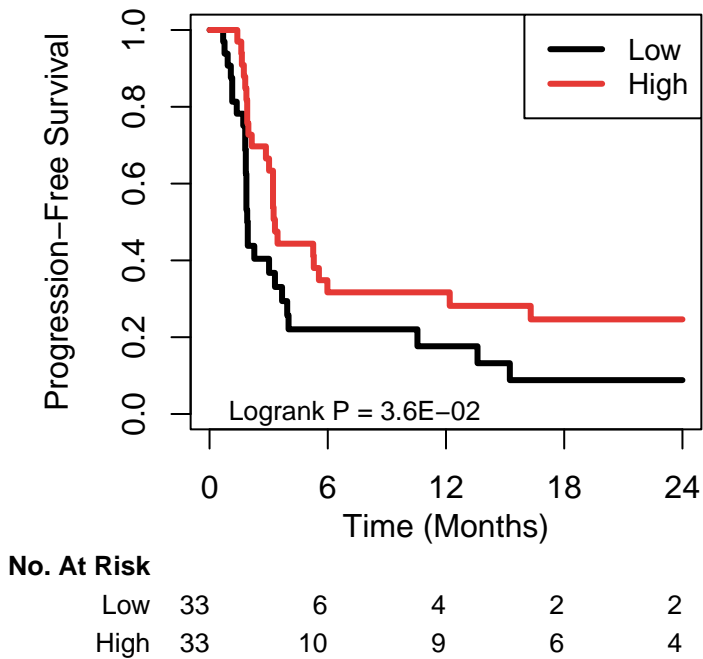 Progression−Free Survival
1.0
0.8
0.6
0.4
0.2
0.0
Low
High
Logrank P = 3.6E−02
0 6 12 18 24
Time (Months)
No. At Risk
Low 33 6 4 2 2
High 33 10 9 6 4